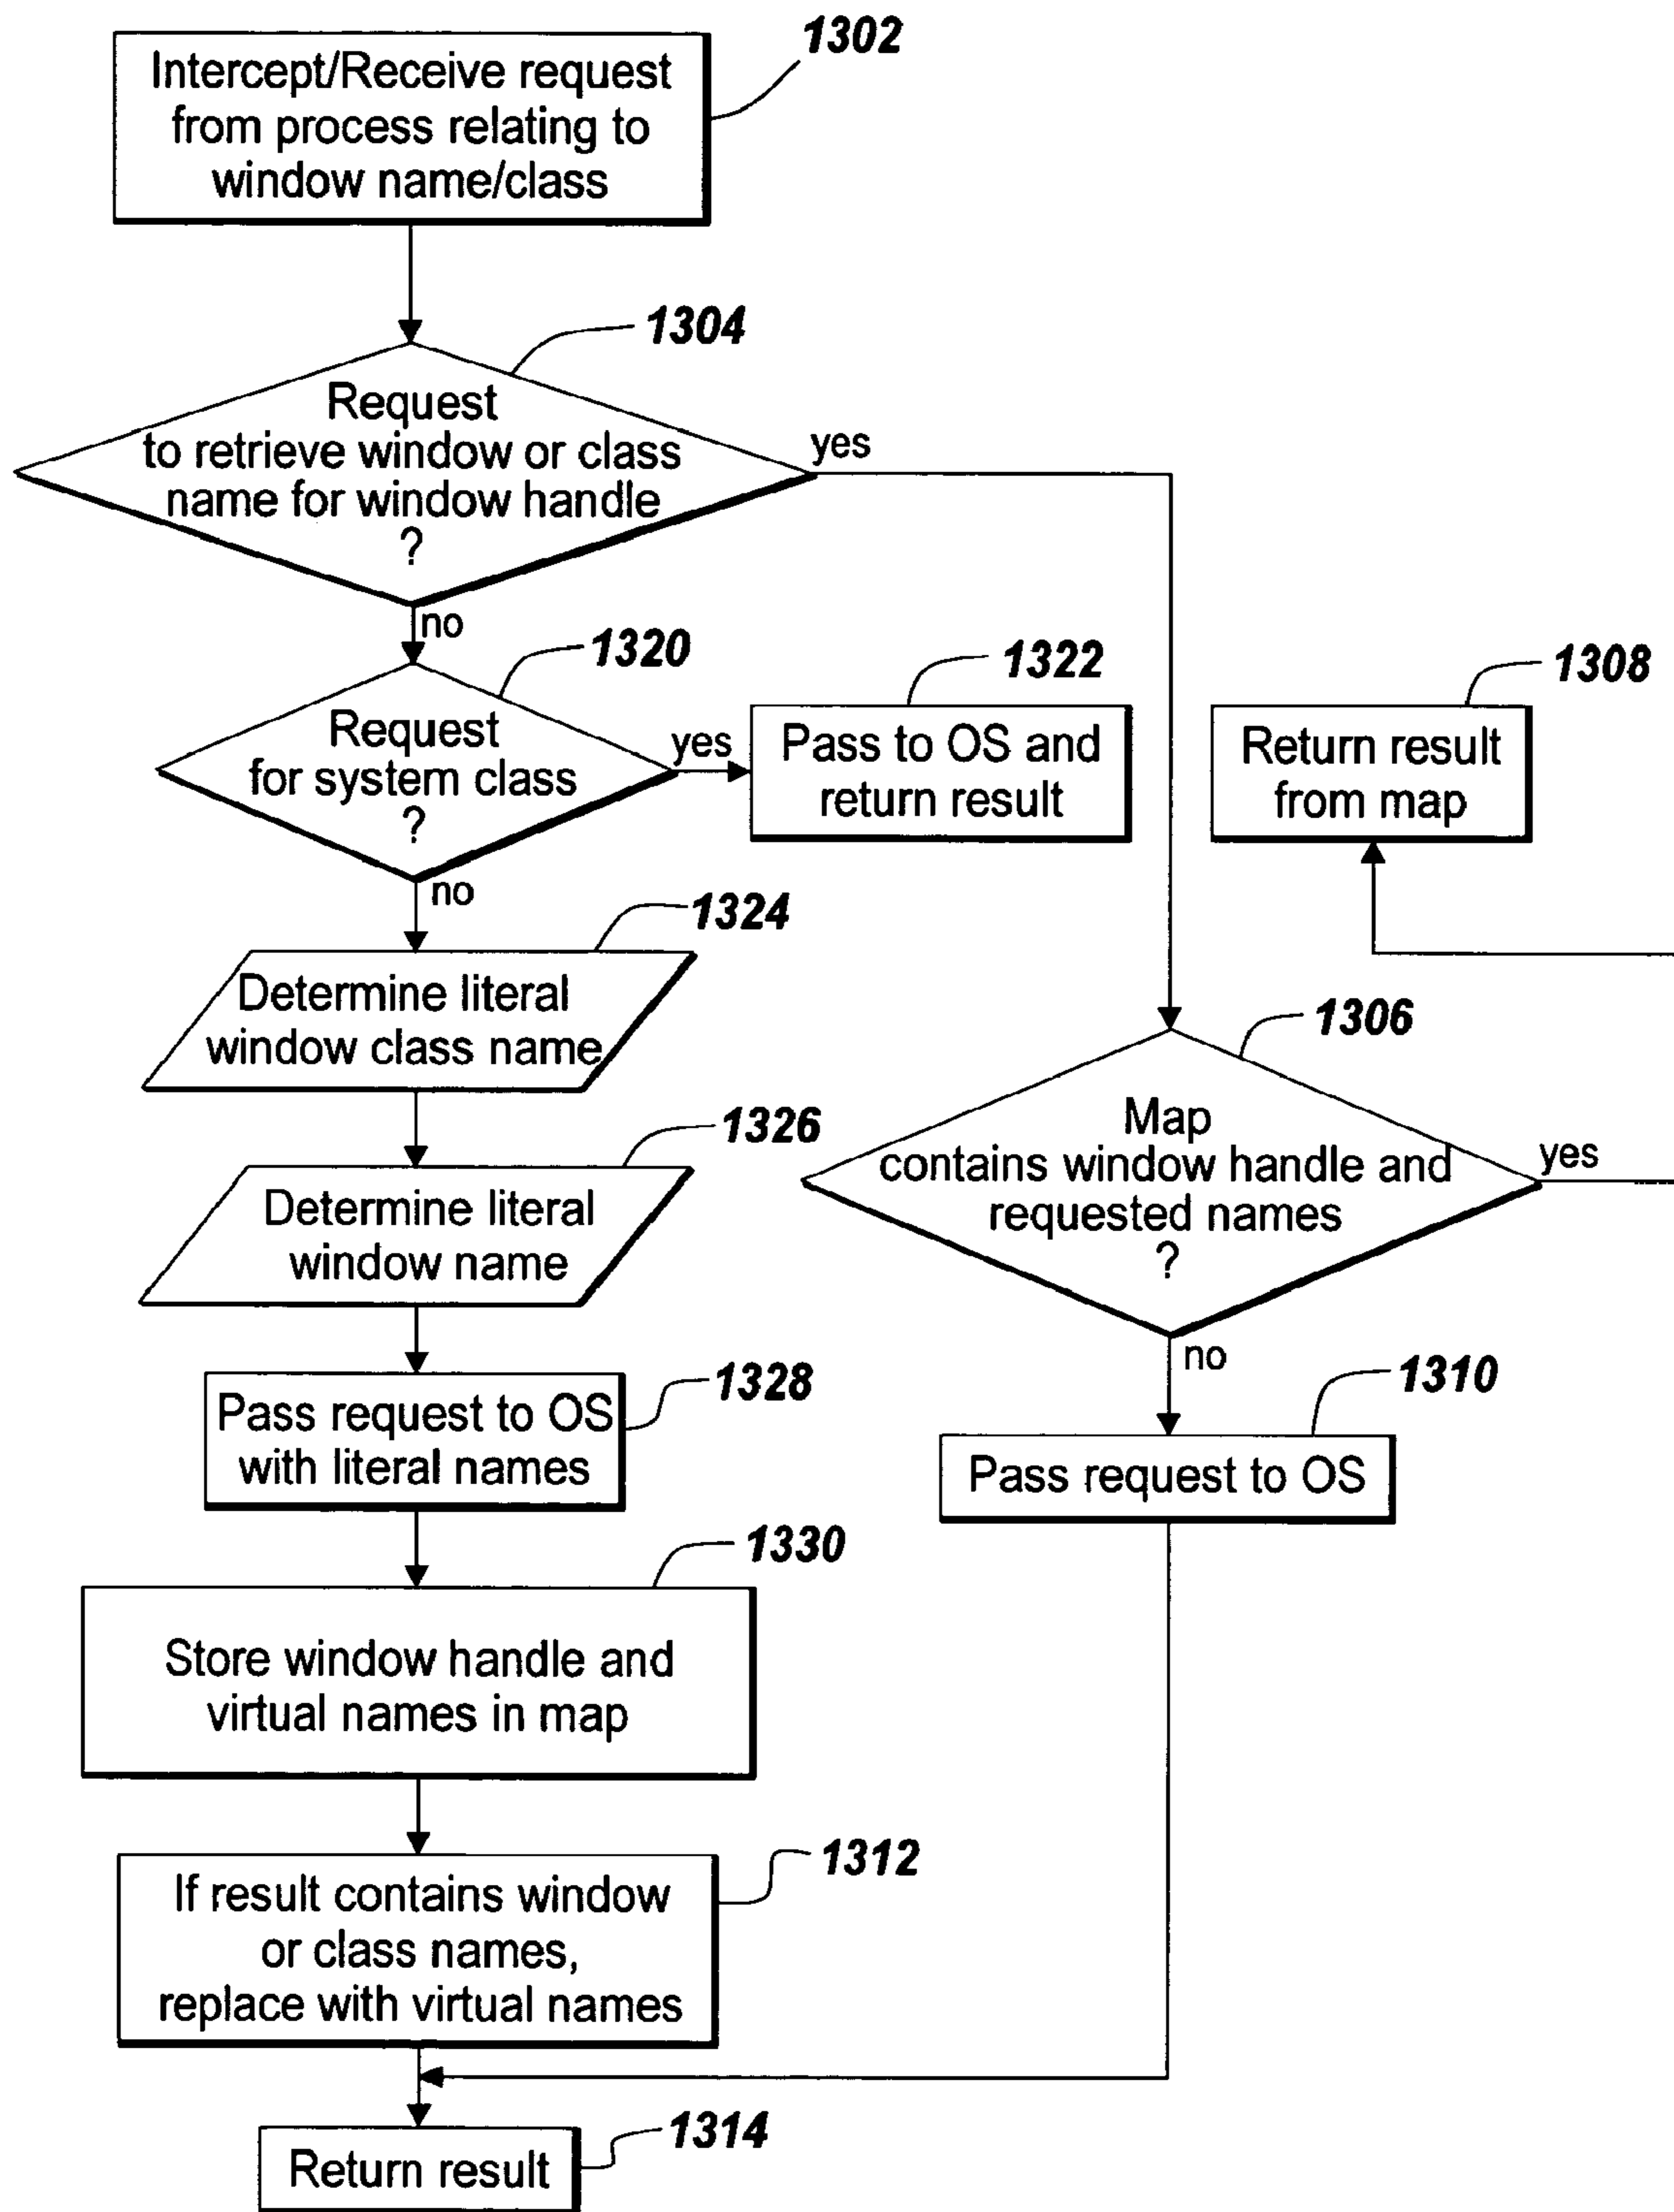 1302
Intercept/Receive request
from process relating to
window name/class
1304
Request
to retrieve window or class
name for window handle
?
yes
no
1320
Request
for system class
?
yes
1322
Pass to OS and
return result
1308
Return result
from map
no
1324
Determine literal
window class name
1306
Map
contains window handle and
requested names
?
yes
1326
Determine literal
window name
no
1310
Pass request to OS
1328
Pass request to OS
with literal names
1330
Store window handle and
virtual names in map
1312
If result contains window
or class names,
replace with virtual names
1314
Return result